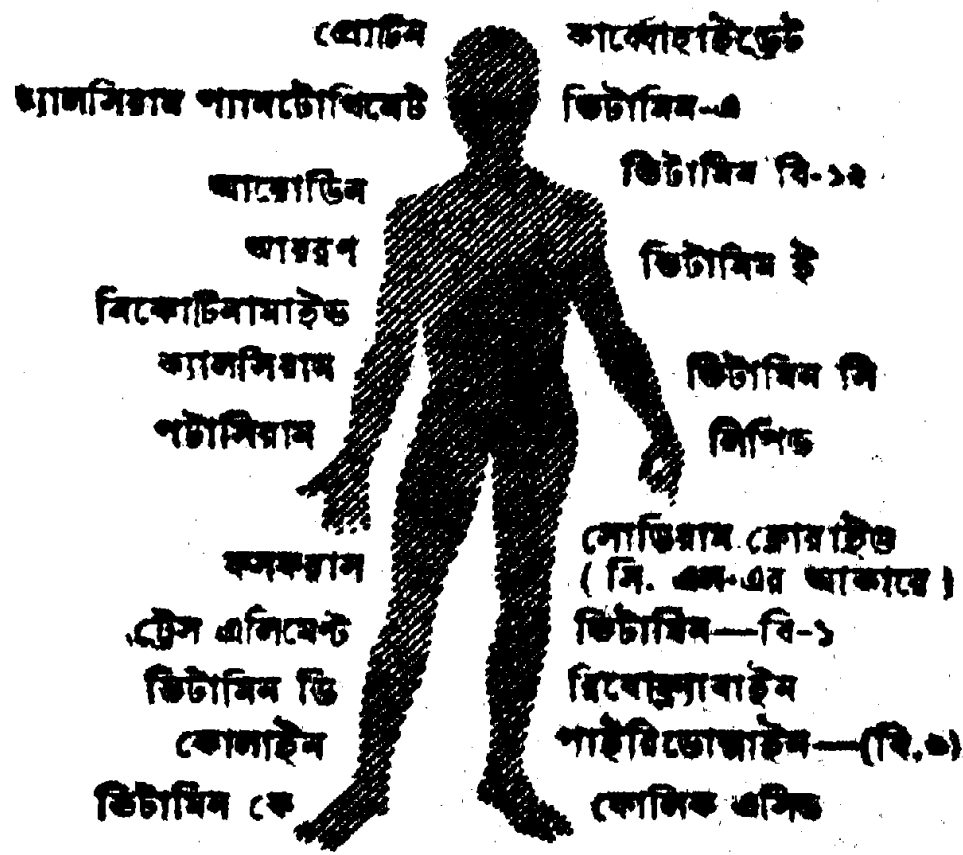 প্রোটিন
ক্যালসিয়াম প্যানটোথিনেট
আয়োডিন
আয়রণ
নিকোটিনামাইড
ক্যালসিয়াম
পটাসিয়াম
ফসফরাস
ট্রেস এলিমেণ্ট
ভিটামিন ডি
কোলাইন
ভিটামিন কে
কার্ব্বোহাইড্রেট
ভিটামিন-এ
ভিটামিন বি-১২
ভিটামিন ই
ভিটামিন সি
লিপিড
সোডিয়াম ক্লোরাইড
( সি. এল-এর আকারে )
ভিটামিন—বি-১
রিবোফ্ল্যাবাইন
পাইরিডোক্সাইন—(বি.৬)
ফোলিক এসিড